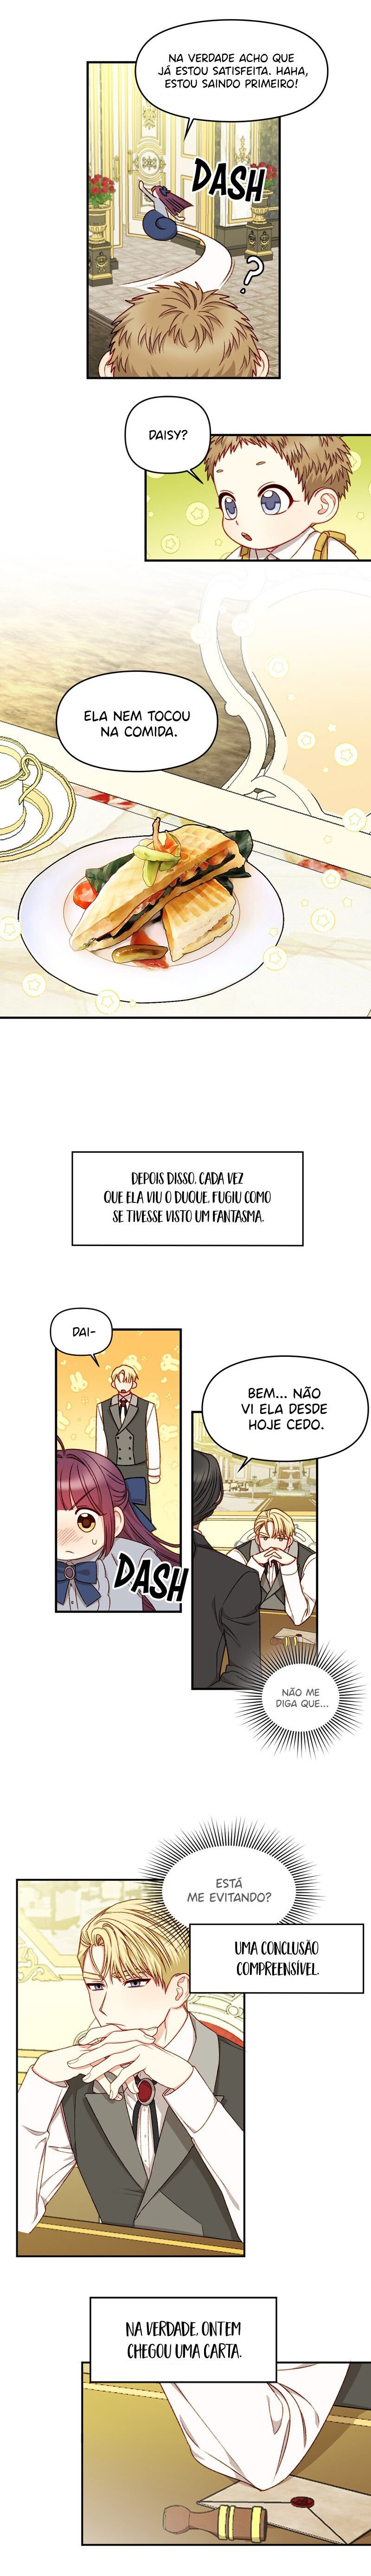 NA VERDADE ACHO QUE
JÁ ESTOU SATISFEITA. HAHA,
ESTOU SAINDO PRIMEIRO!
DASH
?
DAISY?
ELA NEM TOCOU
NA COMIDA.
DEPOIS DISSO, CADA VEZ
QUE ELA VIU O DUQUE, FUGIU COMO
SE TIVESSE VISTO UM FANTASMA.
DAI-
DASH
BEM... NÃO
VI ELA DESDE
HOJE CEDO.
NÃO ME
DIGA QUE...
ESTÁ
ME EVITANDO?
UMA CONCLUSÃO
COMPREENSÍVEL.
NA VERDADE, ONTEM
CHEGOU UMA CARTA.